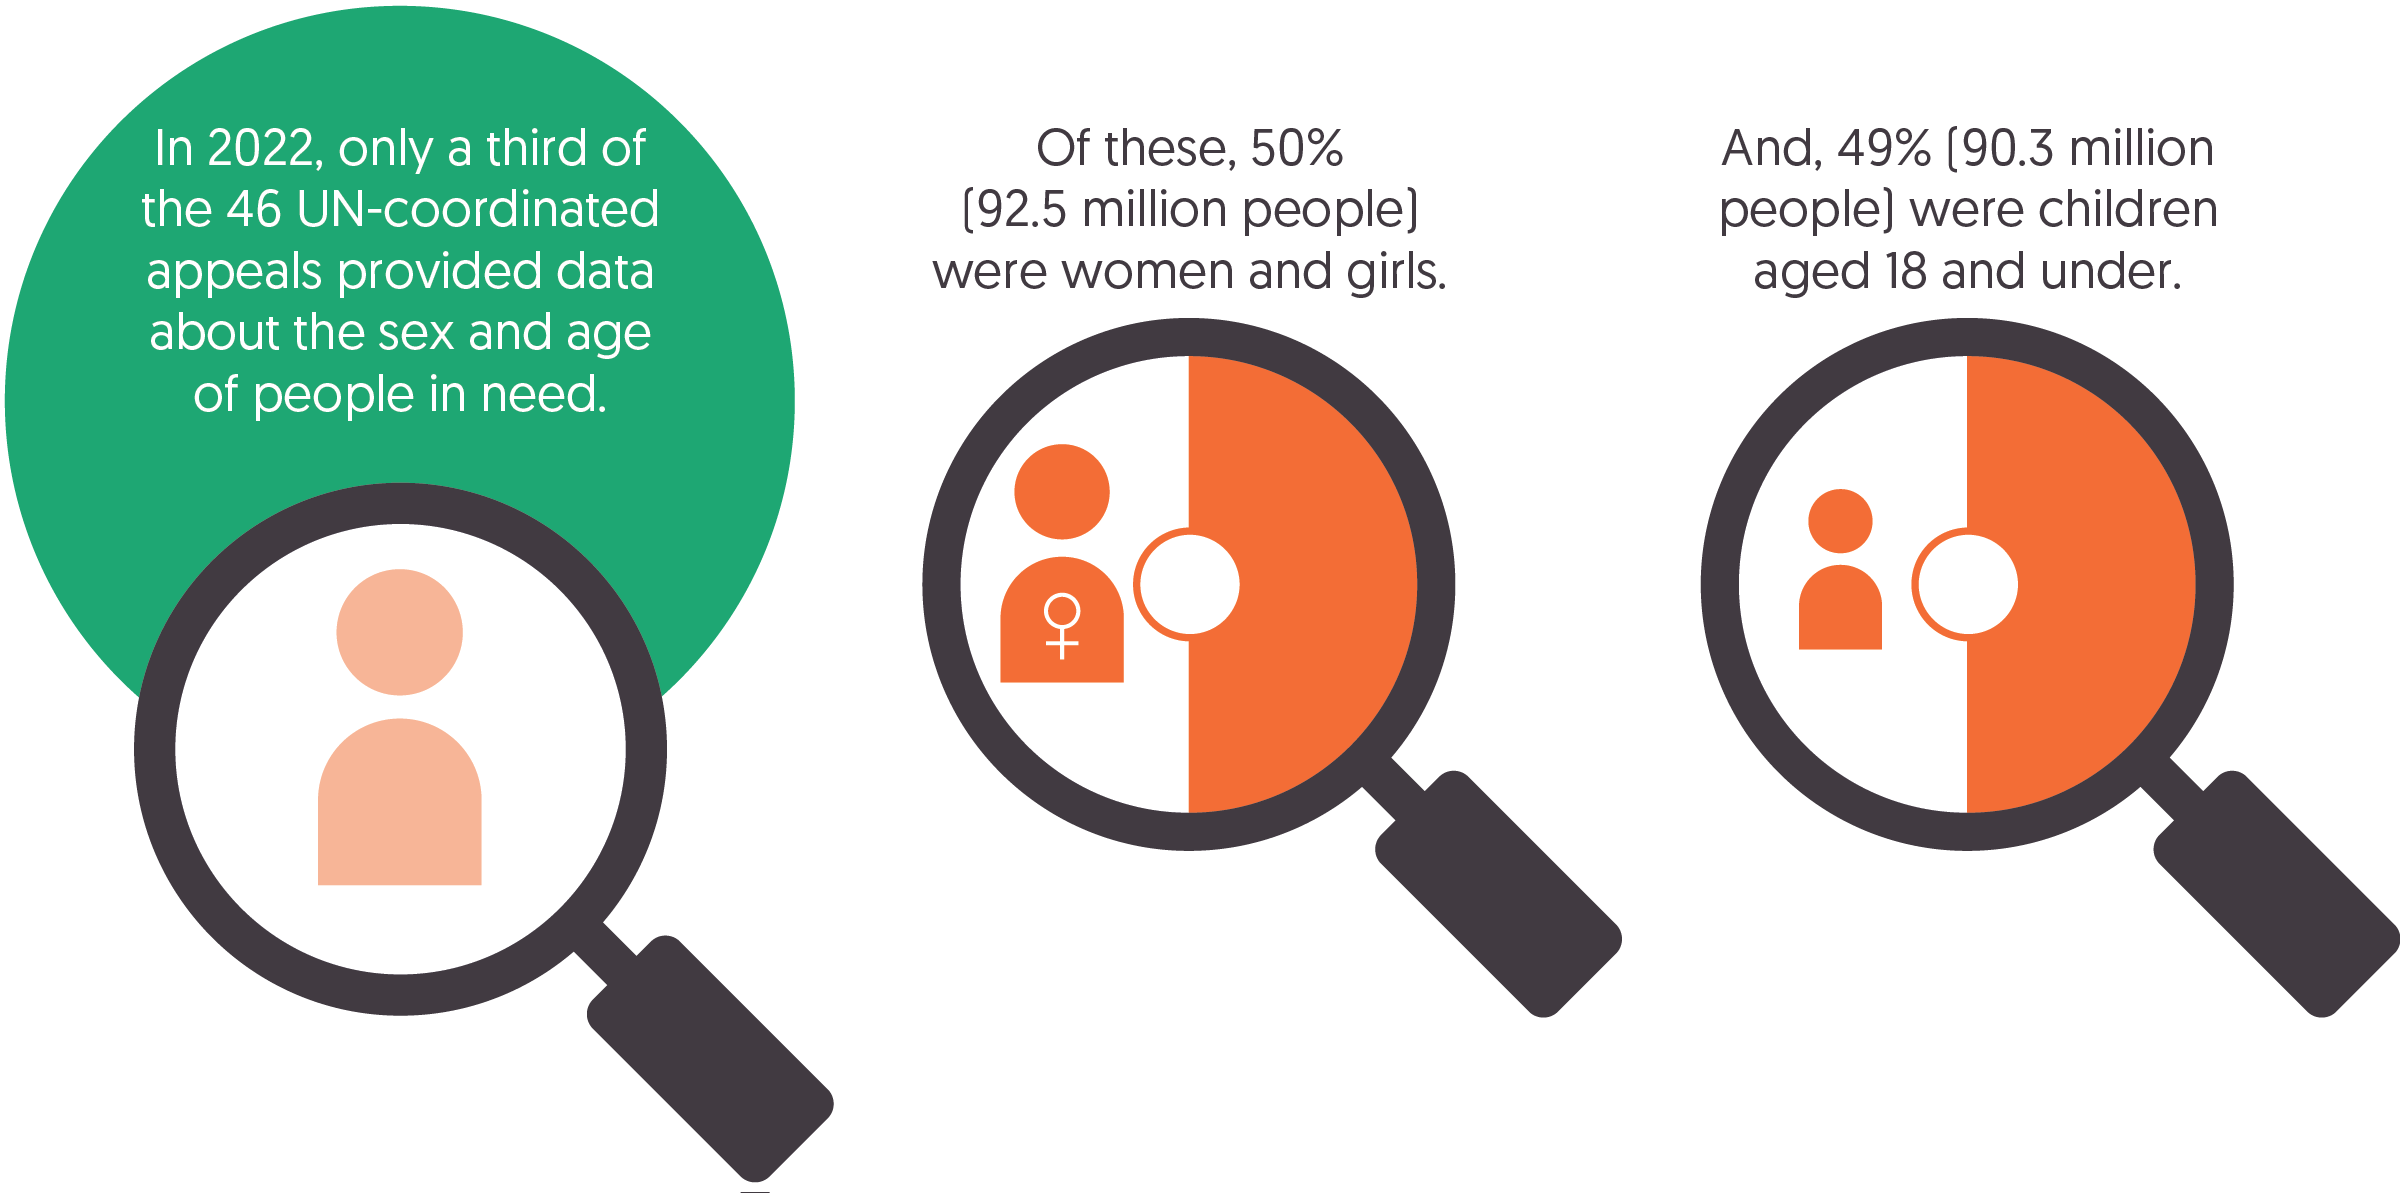 In 2022, only a third of
the 46 UN-coordinated
appeals provided data
about the sex and age
of people in need.
Of these, 50%
(92.5 million people)
were women and girls.
And, 49% (90.3 million
people) were children
aged 18 and under.